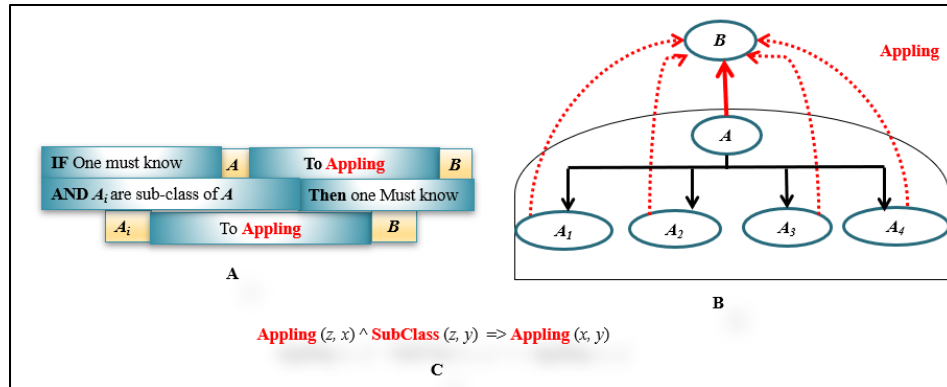 IF One must know A To Appling B
AND Ai are sub-class of A Then one Must know
Ai To Appling B
A
B
Appling
A
A1 A2 A3 A4
B
Appling (z, x) ^ SubClass (z, y) => Appling (x, y)
C